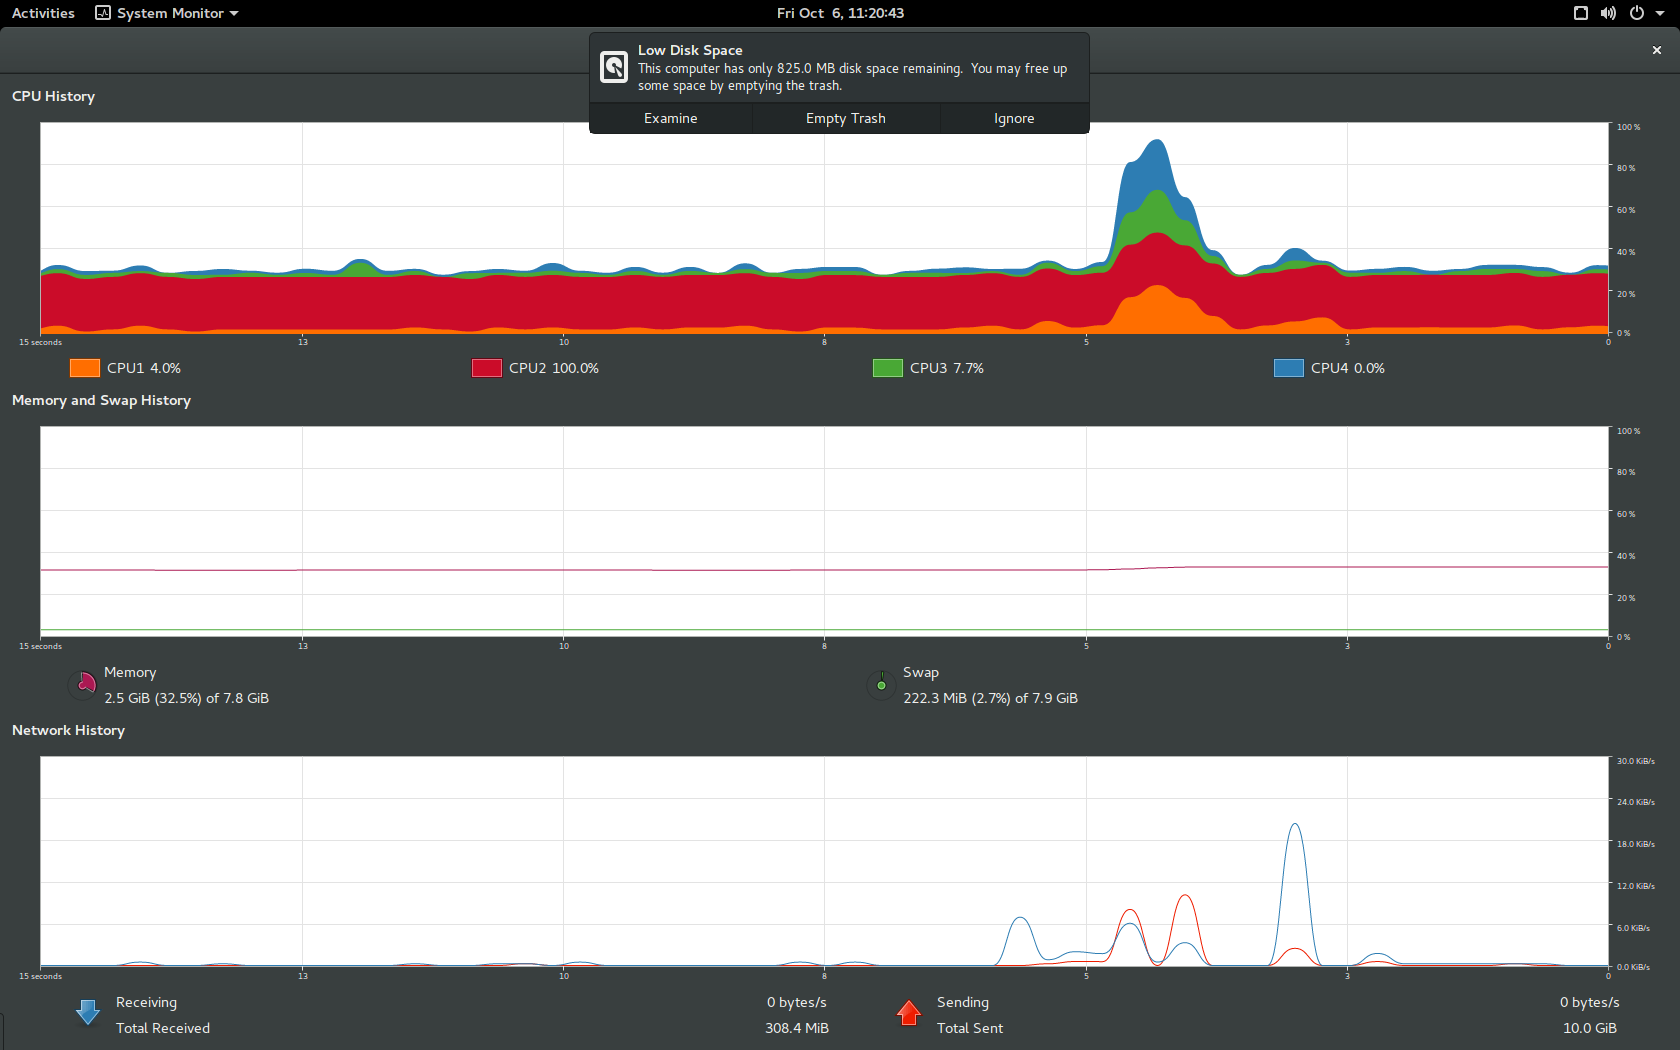 Activities System Monitor Fri Oct 6, 11:20:43
Low Disk Space
This computer has only 825.0 MB disk space remaining. You may free up
some space by emptying the trash.
Examine Empty Trash Ignore
CPU History
100 %
80 %
60 %
40 %
20 %
0 %
15 seconds 13 10 8 5 3 0
CPU1 4.0% CPU2 100.0% CPU3 7.7% CPU4 0.0%
Memory and Swap History
100 %
80 %
60 %
40 %
20 %
0 %
15 seconds 13 10 8 5 3 0
Memory Swap
2.5 GiB (32.5%) of 7.8 GiB 222.3 MiB (2.7%) of 7.9 GiB
Network History
30.0 KiB/s
24.0 KiB/s
18.0 KiB/s
12.0 KiB/s
6.0 KiB/s
0.0 KiB/s
15 seconds 13 10 8 5 3 0
Receiving 0 bytes/s Sending 0 bytes/s
Total Received 308.4 MiB Total Sent 10.0 GiB